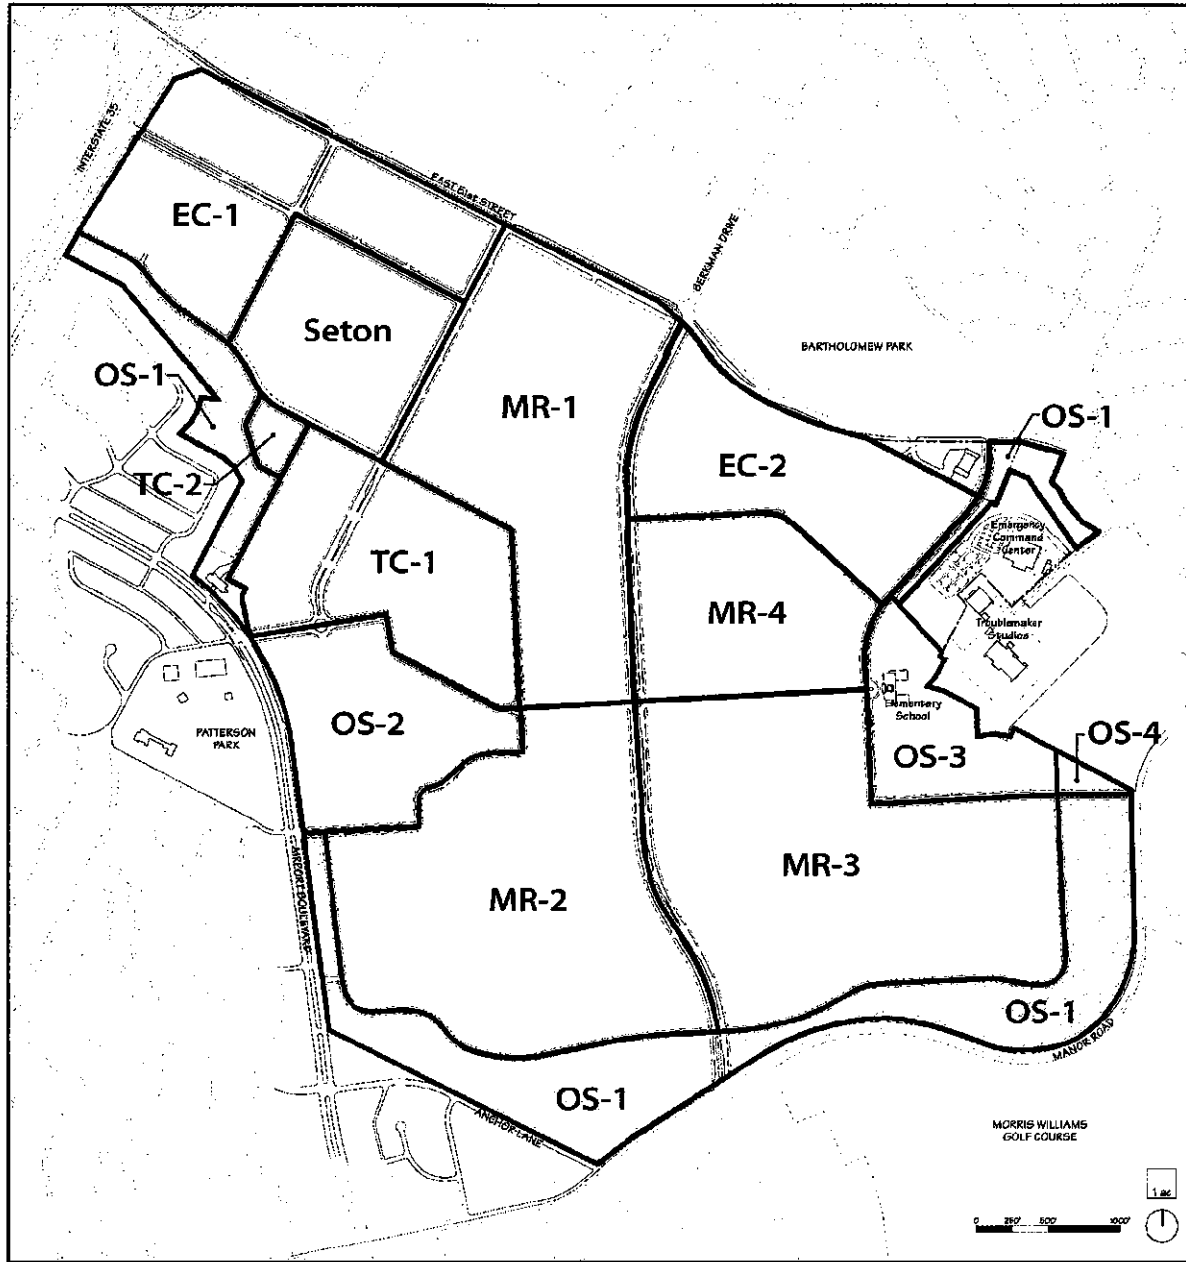 INTERSTATE 35
EC-1
EAST 51st STREET
BERKMAN DRIVE
Seton
BARTHOLOMEW PARK
OS-1
MR-1
OS-1
EC-2
TC-2
Emergency
Command
Center
TC-1
MR-4
Troublemaker
Studios
Elementary
School
OS-2
PATTERSON
PARK
OS-3
OS-4
AIRPORT BOULEVARD
MR-2
MR-3
OS-1
MANOR ROAD
OS-1
ANCHOR LANE
MORRIS WILLIAMS
GOLF COURSE
1 ac
0 250' 500' 1000'